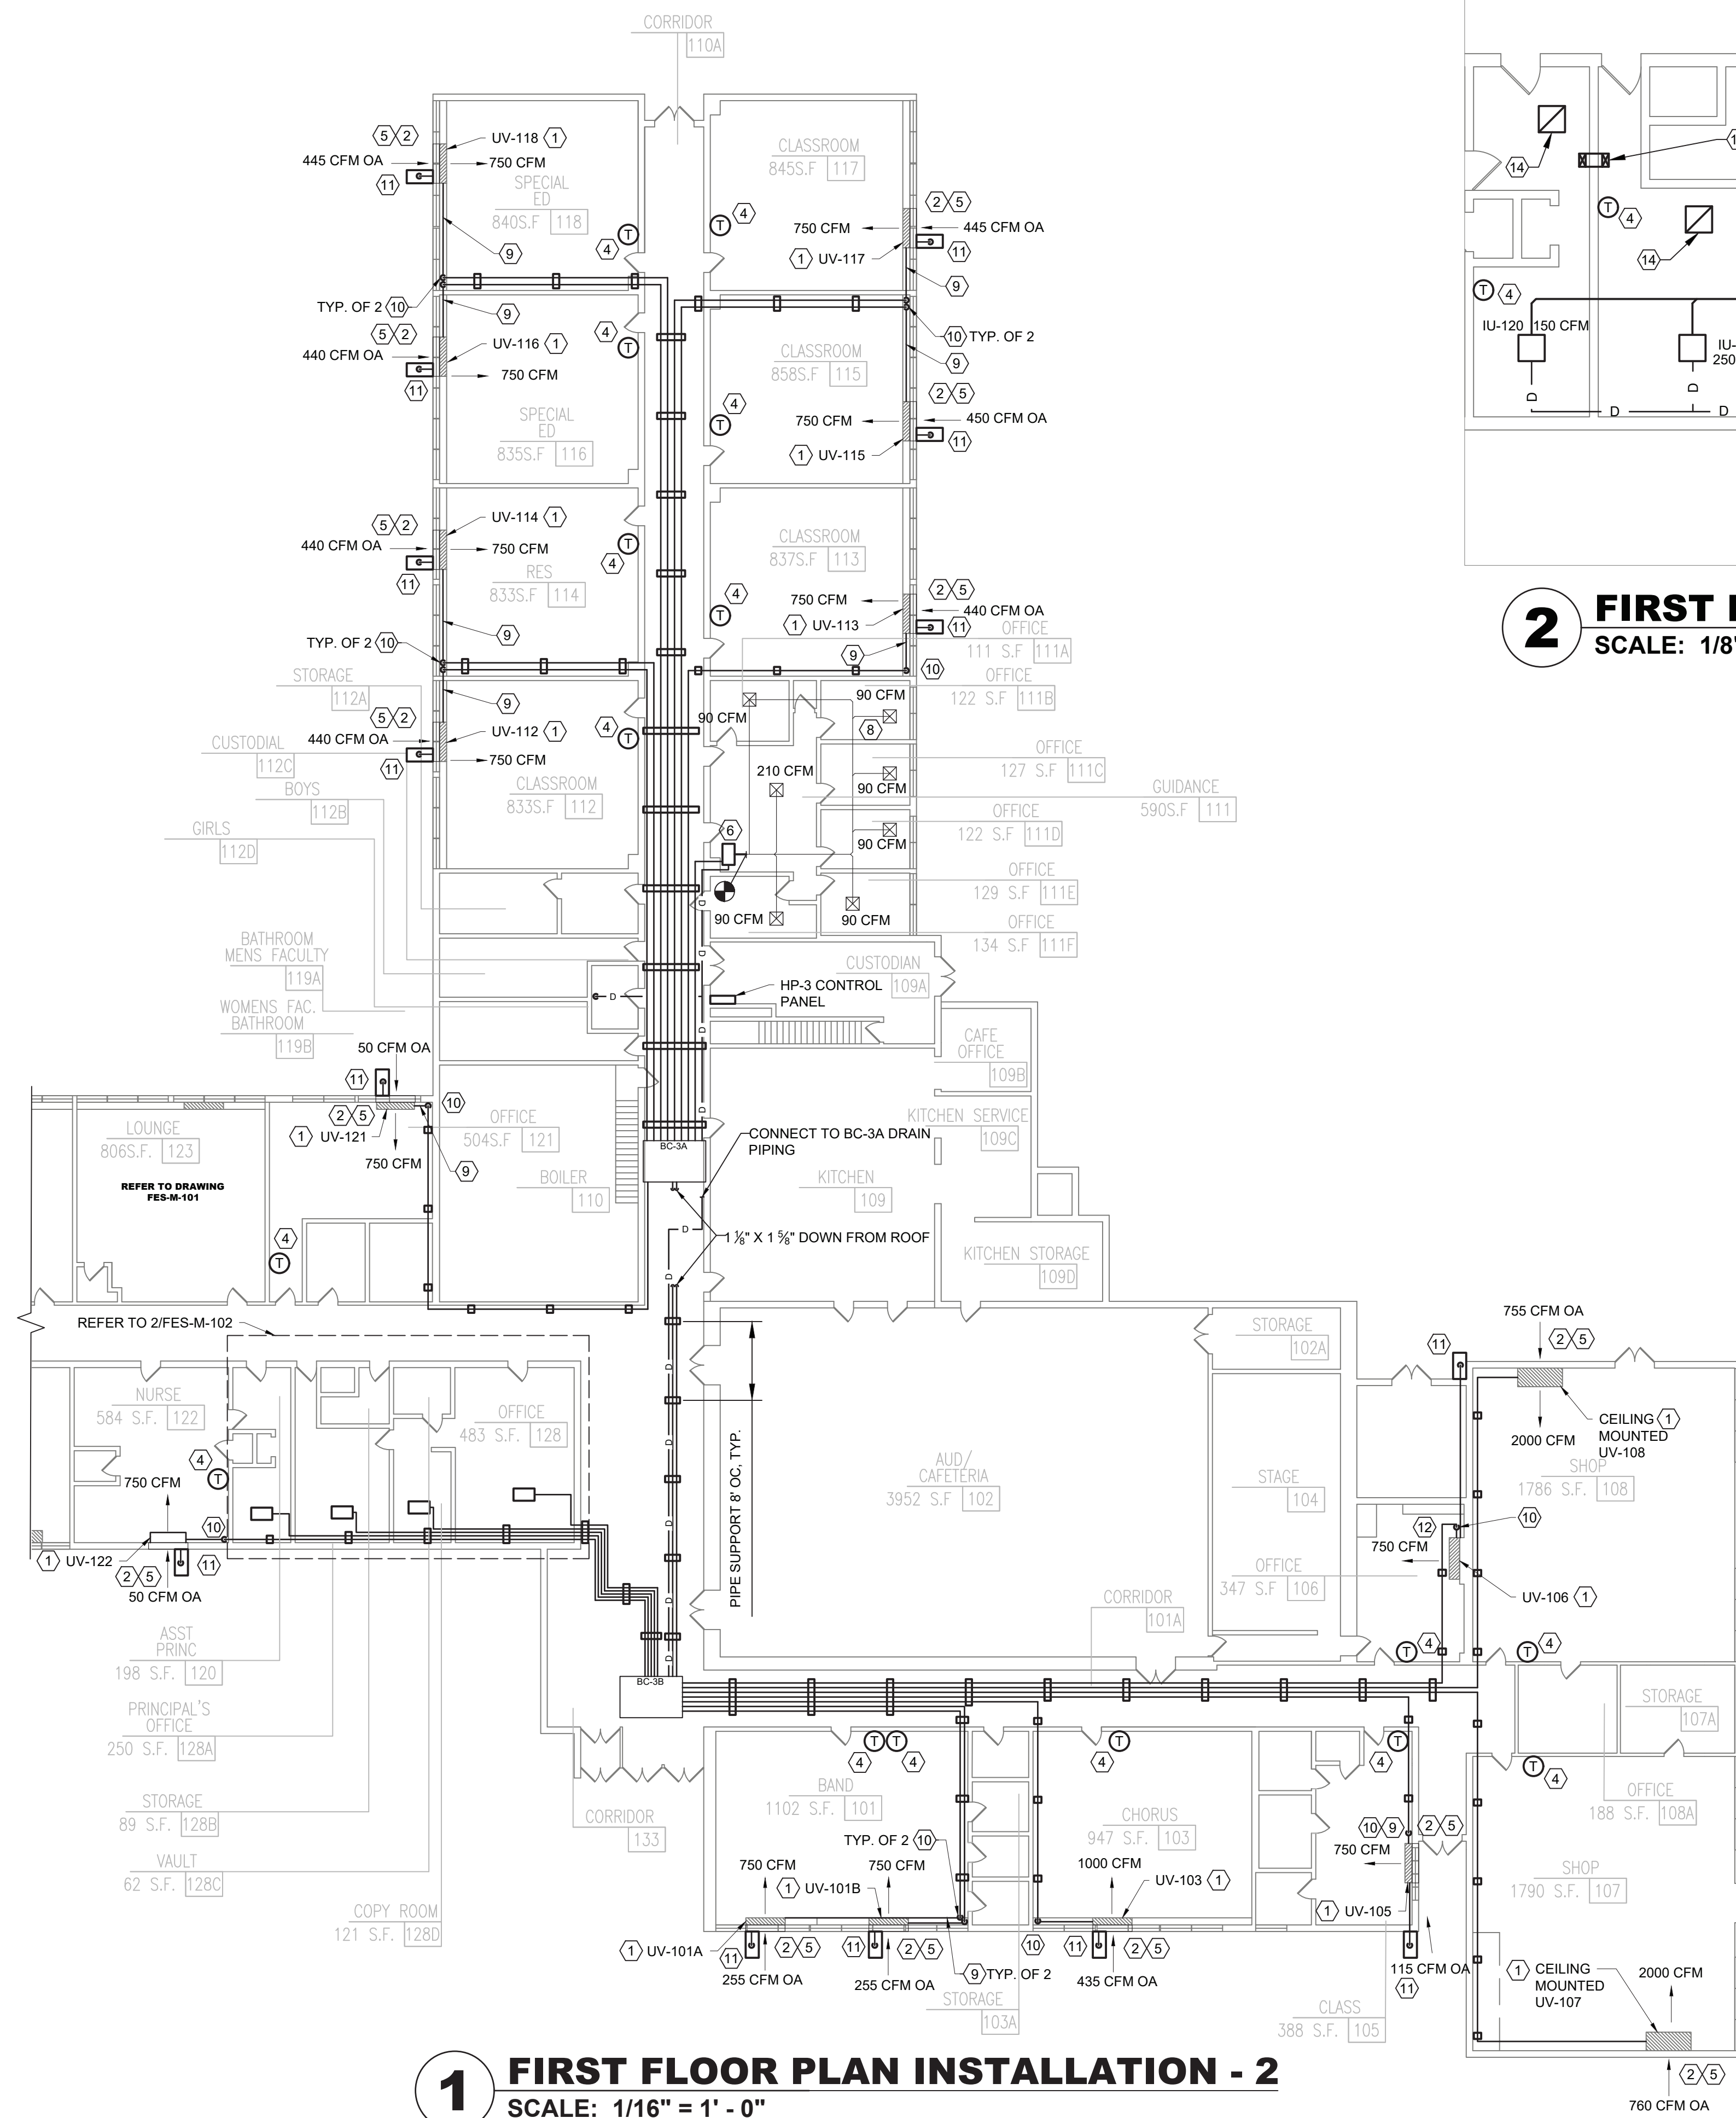 CORRIDOR
110A
5 2
UV-118 1
445 CFM OA
750 CFM
11
SPECIAL
ED
840S.F 118
4
T
9
CLASSROOM
845S.F 117
T
4
2 5
750 CFM
445 CFM OA
1 UV-117
11
9
TYP. OF 2 10
9
5 2
UV-116 1
440 CFM OA
750 CFM
11
4
T
SPECIAL
ED
835S.F 116
10 TYP. OF 2
9
CLASSROOM
858S.F 115
2 5
4
T
750 CFM
450 CFM OA
1 UV-115
11
5 2
UV-114 1
440 CFM OA
750 CFM
11
T
4
RES
833S.F 114
9
TYP. OF 2 10
CLASSROOM
837S.F 113
4
T
2 5
750 CFM
440 CFM OA
1 UV-113
11
9
10
OFFICE
111 S.F 111A
OFFICE
122 S.F 111B
STORAGE
112A
9
5 2
440 CFM OA
UV-112 1
4
T
750 CFM
11
CLASSROOM
833S.F 112
CUSTODIAL
112C
BOYS
112B
GIRLS
112D
90 CFM
90 CFM
8
210 CFM
90 CFM
90 CFM
6
90 CFM
90 CFM
OFFICE
127 S.F 111C
GUIDANCE
590S.F 111
OFFICE
122 S.F 111D
OFFICE
129 S.F 111E
OFFICE
134 S.F 111F
BATHROOM
MENS FACULTY
119A
WOMENS FAC.
BATHROOM
119B
D
D
D
D
D
HP-3 CONTROL
PANEL
CUSTODIAN
109A
CAFE
OFFICE
109B
KITCHEN SERVICE
109C
KITCHEN
109
KITCHEN STORAGE
109D
50 CFM OA
11
2 5
10
1 UV-121
750 CFM
9
OFFICE
504S.F 121
BOILER
110
LOUNGE
806S.F. 123
REFER TO DRAWING
FES-M-101
4
T
BC-3A
CONNECT TO BC-3A DRAIN
PIPING
1 ⅛" X 1 ⅝" DOWN FROM ROOF
D
D
D
D
D
D
D
REFER TO 2/FES-M-102
NURSE
584 S.F. 122
4
T
750 CFM
10
1 UV-122
2 5
11
50 CFM OA
OFFICE
483 S.F. 128
PIPE SUPPORT 8' OC, TYP.
AUD/
CAFETERIA
3952 S.F 102
STORAGE
102A
STAGE
104
OFFICE
347 S.F 106
CORRIDOR
101A
755 CFM OA
2 5
11
2000 CFM
CEILING 1
MOUNTED
UV-108
SHOP
1786 S.F. 108
12
10
750 CFM
UV-106 1
T 4
T 4
ASST
PRINC
198 S.F. 120
PRINCIPAL'S
OFFICE
250 S.F. 128A
STORAGE
89 S.F. 128B
VAULT
62 S.F. 128C
COPY ROOM
121 S.F. 128D
CORRIDOR
133
BC-3B
T T
4 4
BAND
1102 S.F. 101
TYP. OF 2 10
750 CFM
750 CFM
1 UV-101B
1 UV-101A
11
2 5
255 CFM OA
11
2 5
255 CFM OA
9 TYP. OF 2
STORAGE
103A
T
4
CHORUS
947 S.F. 103
1000 CFM
UV-103 1
10
11
2 5
435 CFM OA
T
4
10 9
2 5
750 CFM
1 UV-105
115 CFM OA
11
CLASS
388 S.F. 105
STORAGE
107A
T
4
OFFICE
188 S.F. 108A
SHOP
1790 S.F. 107
1 CEILING
MOUNTED
UV-107
2000 CFM
2 5
760 CFM OA
1 FIRST FLOOR PLAN INSTALLATION - 2
SCALE: 1/16" = 1' - 0"
14
T
4
14
T 4
IU-120 150 CFM
IU-
250
D
D
D
D
2
SCALE: 1/8"
FIRST